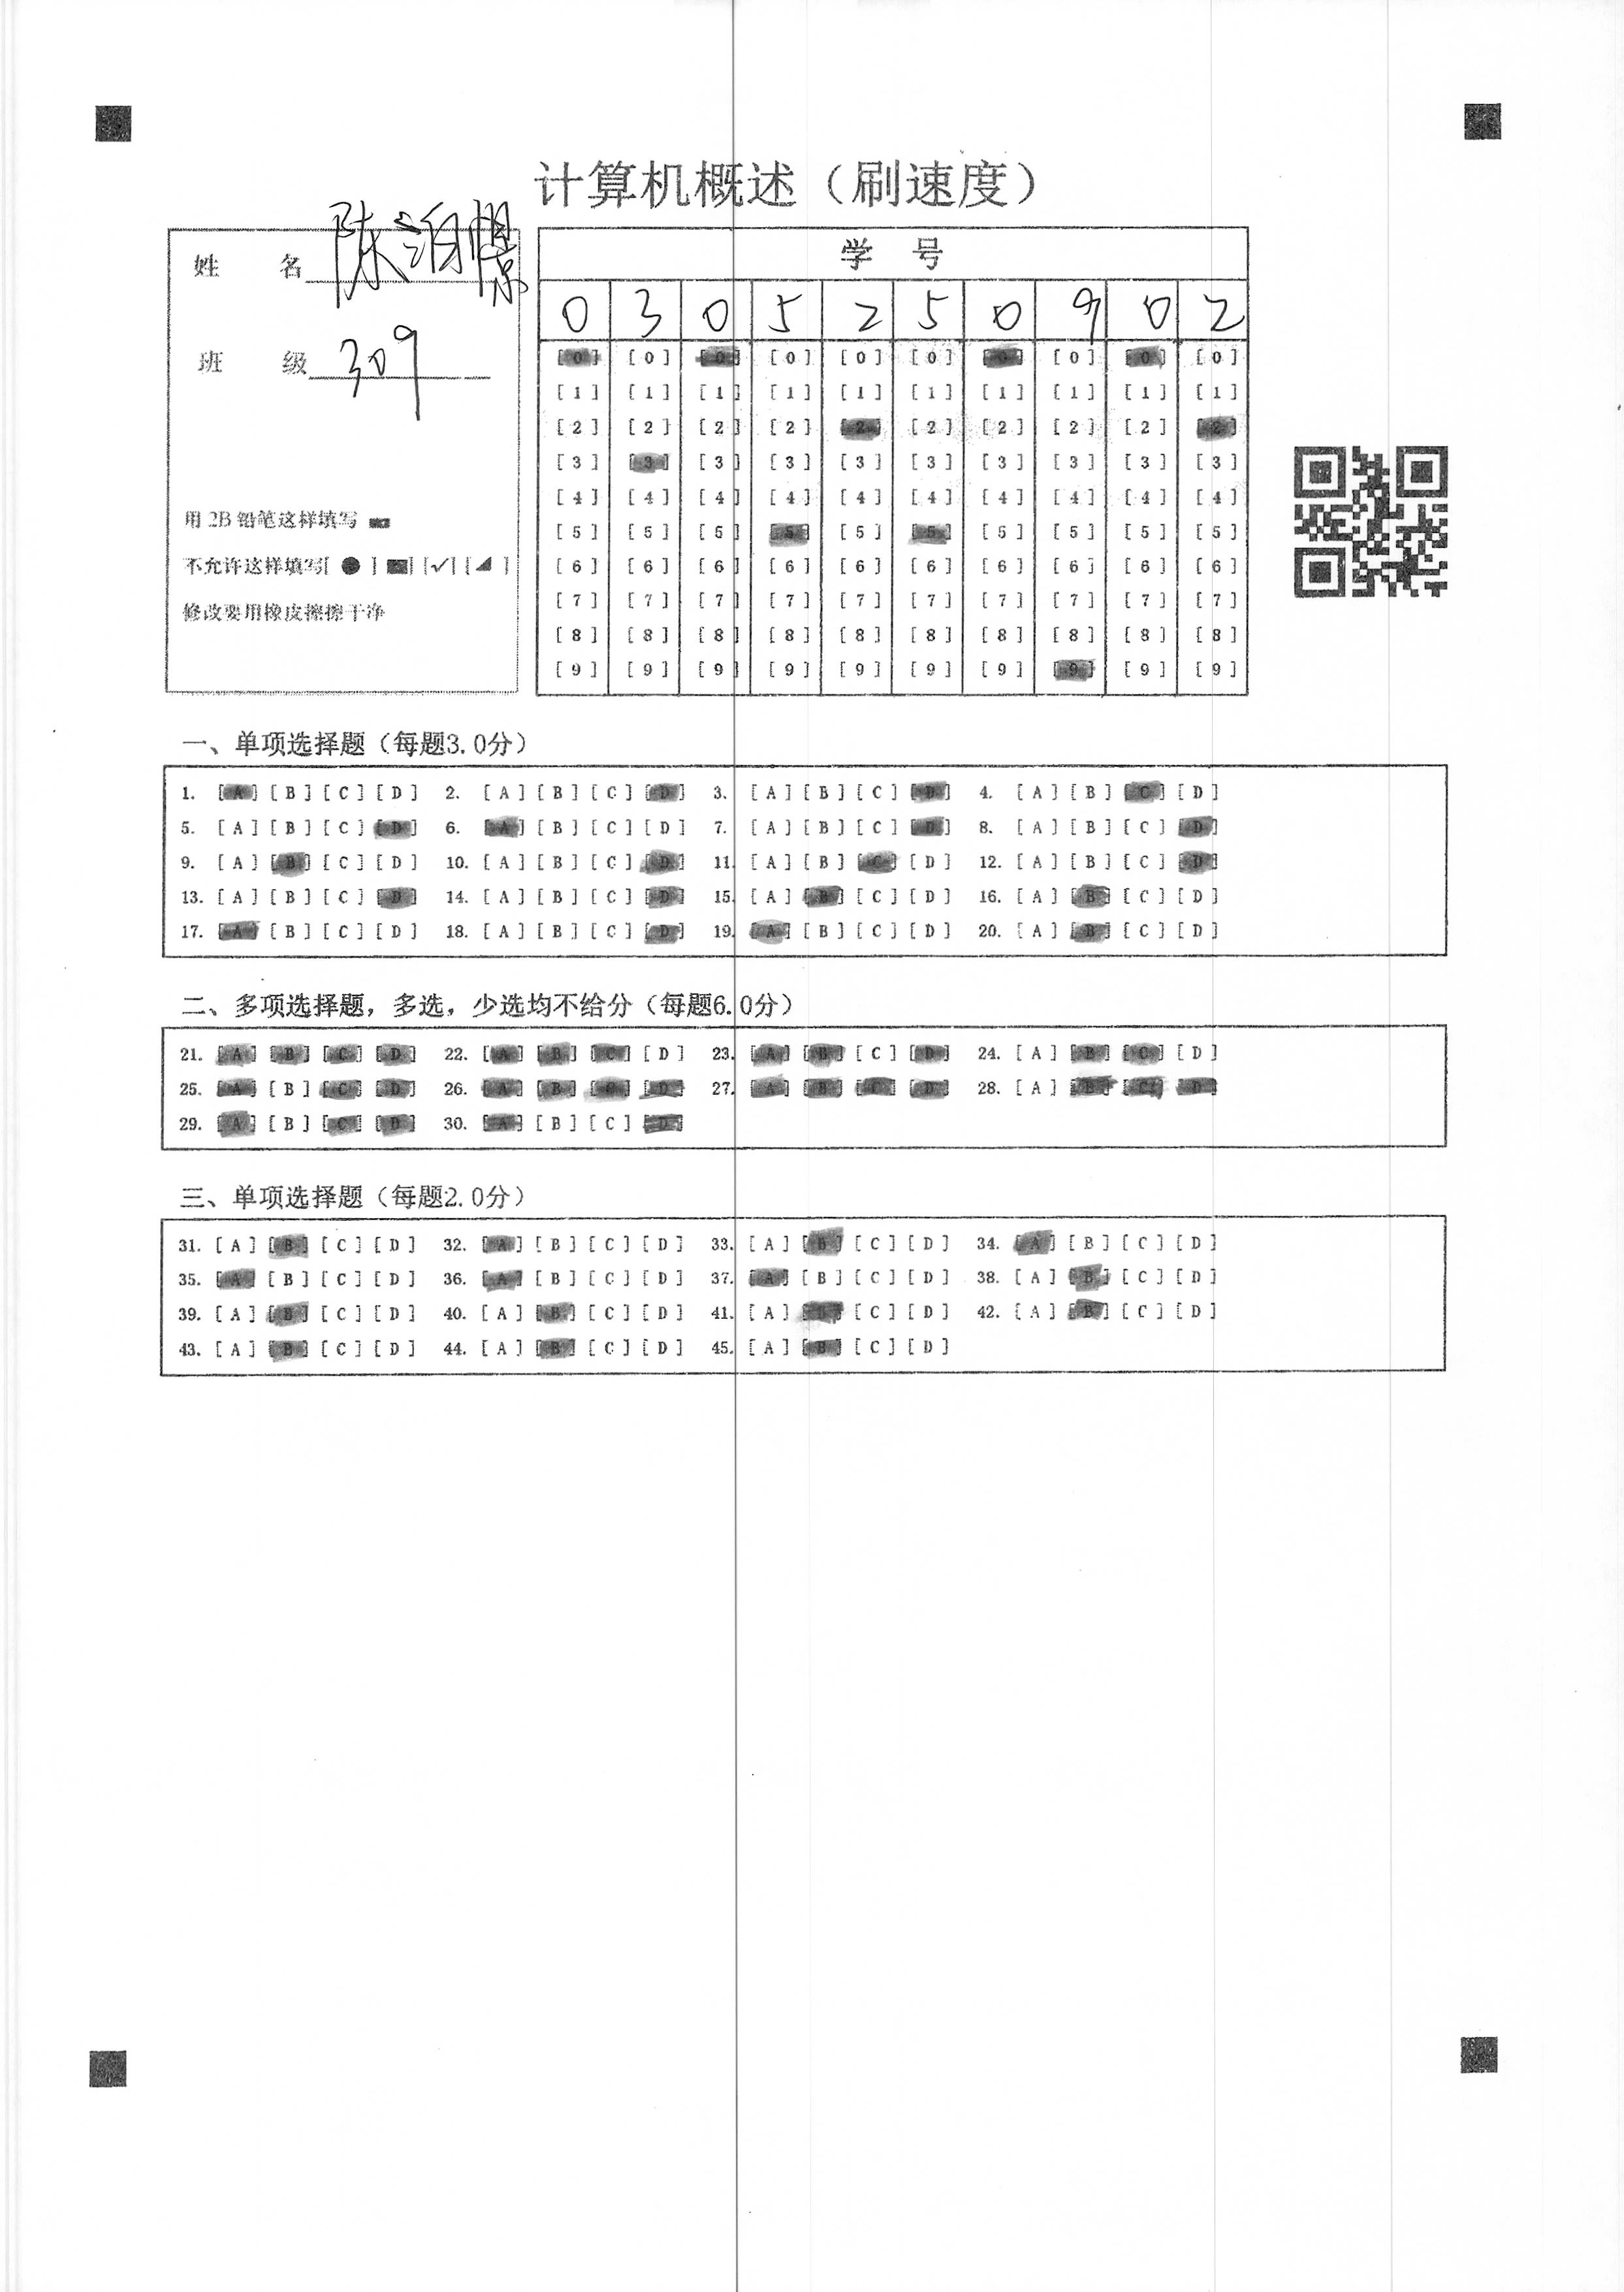 计算机概述（刷速度）
姓 名 陈泊憬
班 级 309
用 2B 铅笔这样填写
不允许这样填写[ ● ] [ ] [✓] [ ]
修改要用橡皮擦擦干净
学 号
0 3 0 5 2 5 0 9 0 2
[0] [0] [0] [0] [0] [0] [0] [0] [0] [0]
[1] [1] [1] [1] [1] [1] [1] [1] [1] [1]
[2] [2] [2] [2] [2] [2] [2] [2] [2] [2]
[3] [3] [3] [3] [3] [3] [3] [3] [3] [3]
[4] [4] [4] [4] [4] [4] [4] [4] [4] [4]
[5] [5] [5] [5] [5] [5] [5] [5] [5] [5]
[6] [6] [6] [6] [6] [6] [6] [6] [6] [6]
[7] [7] [7] [7] [7] [7] [7] [7] [7] [7]
[8] [8] [8] [8] [8] [8] [8] [8] [8] [8]
[9] [9] [9] [9] [9] [9] [9] [9] [9] [9]
一、单项选择题（每题3.0分）
1. [A] [B] [C] [D] 2. [A] [B] [C] [D] 3. [A] [B] [C] [D] 4. [A] [B] [C] [D]
5. [A] [B] [C] [D] 6. [A] [B] [C] [D] 7. [A] [B] [C] [D] 8. [A] [B] [C] [D]
9. [A] [B] [C] [D] 10. [A] [B] [C] [D] 11. [A] [B] [C] [D] 12. [A] [B] [C] [D]
13. [A] [B] [C] [D] 14. [A] [B] [C] [D] 15. [A] [B] [C] [D] 16. [A] [B] [C] [D]
17. [A] [B] [C] [D] 18. [A] [B] [C] [D] 19. [A] [B] [C] [D] 20. [A] [B] [C] [D]
二、多项选择题，多选，少选均不给分（每题6.0分）
21. [A] [B] [C] [D] 22. [A] [B] [C] [D] 23. [A] [B] [C] [D] 24. [A] [B] [C] [D]
25. [A] [B] [C] [D] 26. [A] [B] [C] [D] 27. [A] [B] [C] [D] 28. [A] [B] [C] [D]
29. [A] [B] [C] [D] 30. [A] [B] [C] [D]
三、单项选择题（每题2.0分）
31. [A] [B] [C] [D] 32. [A] [B] [C] [D] 33. [A] [B] [C] [D] 34. [A] [B] [C] [D]
35. [A] [B] [C] [D] 36. [A] [B] [C] [D] 37. [A] [B] [C] [D] 38. [A] [B] [C] [D]
39. [A] [B] [C] [D] 40. [A] [B] [C] [D] 41. [A] [B] [C] [D] 42. [A] [B] [C] [D]
43. [A] [B] [C] [D] 44. [A] [B] [C] [D] 45. [A] [B] [C] [D]